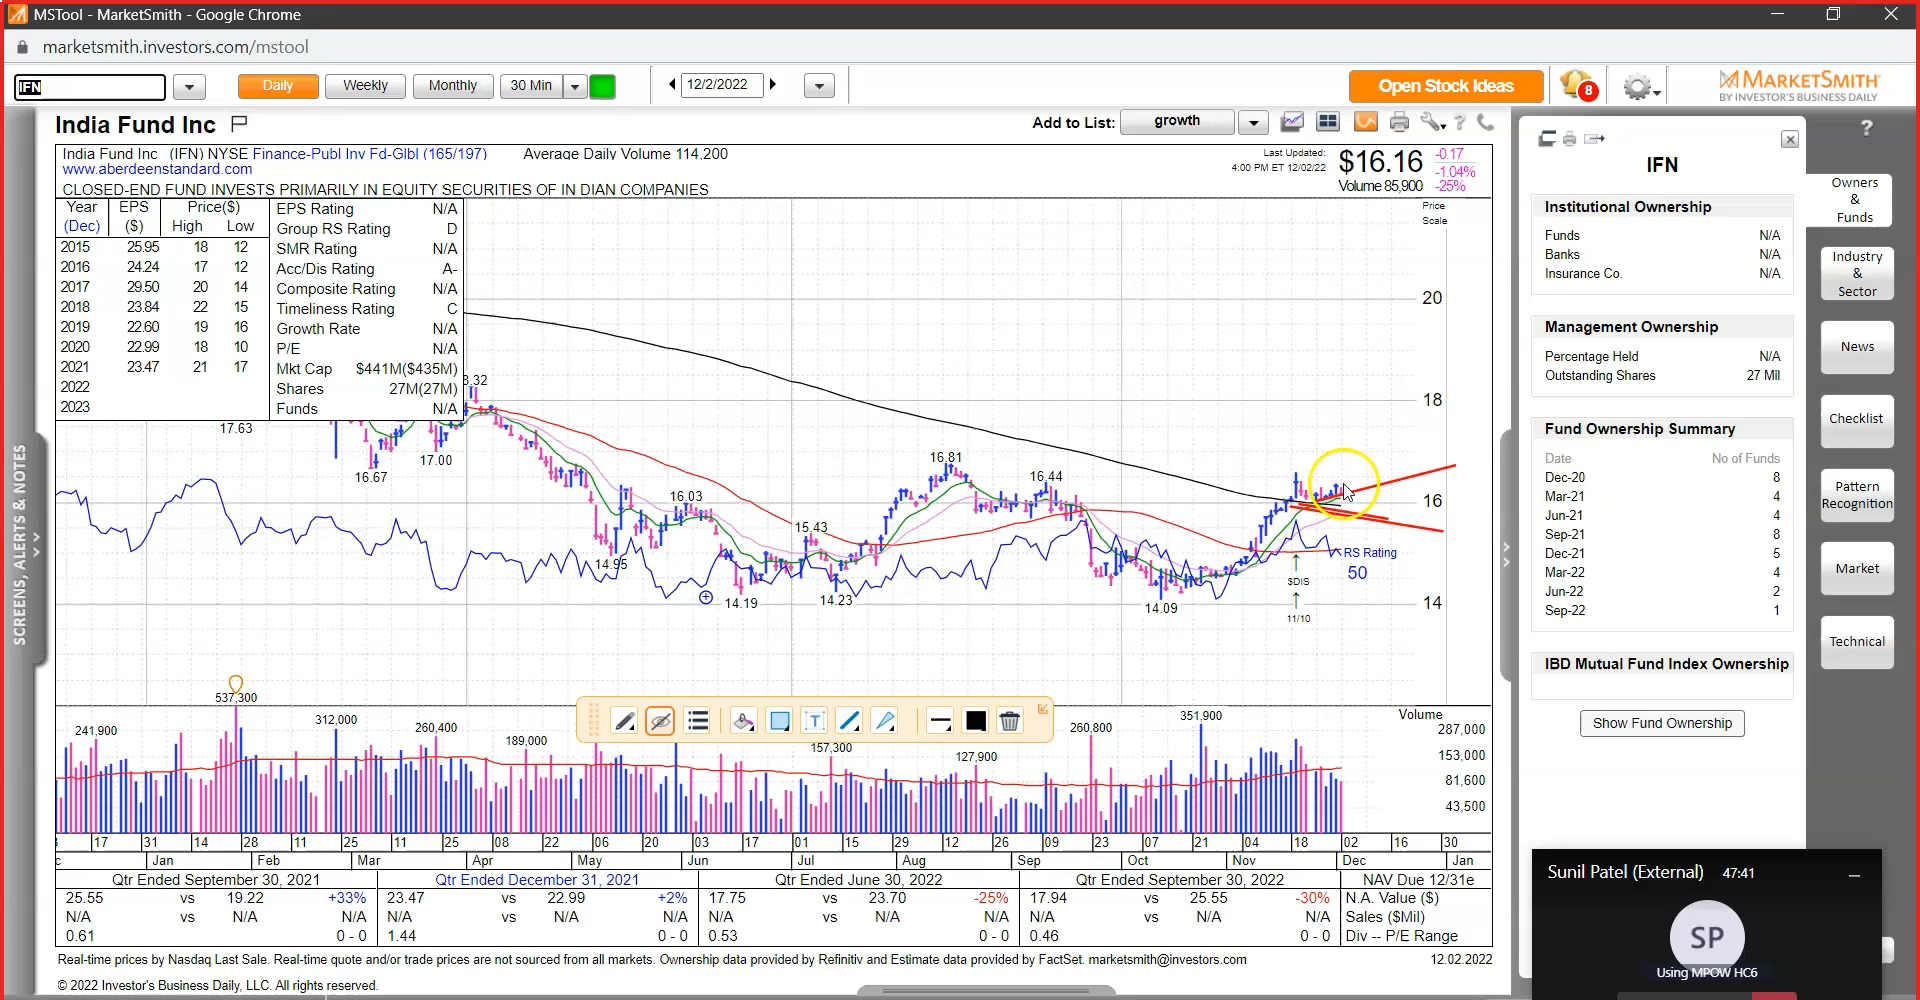 MSTool - MarketSmith - Google Chrome
marketsmith.investors.com/mstool
IFN
Daily
Weekly
Monthly
30 Min
12/2/2022
Open Stock Ideas
8
MARKETSMITH
BY INVESTOR'S BUSINESS DAILY
India Fund Inc
Add to List:
growth
?
?
India Fund Inc (IFN) NYSE Finance-Publ Inv Fd-Glbl (165/197) Average Daily Volume 114,200
www.aberdeenstandard.com
CLOSED-END FUND INVESTS PRIMARILY IN EQUITY SECURITIES OF IN DIAN COMPANIES
Last Updated:
4:00 PM ET 12/02/22
$16.16
-0.17
-1.04%
Volume 85,900 -25%
Year EPS Price($)
(Dec) ($) High Low
2015 25.95 18 12
2016 24.24 17 12
2017 29.50 20 14
2018 23.84 22 15
2019 22.60 19 16
2020 22.99 18 10
2021 23.47 21 17
2022
2023
EPS Rating N/A
Group RS Rating D
SMR Rating N/A
Acc/Dis Rating A-
Composite Rating N/A
Timeliness Rating C
Growth Rate N/A
P/E N/A
Mkt Cap $441M($435M)
Shares 27M(27M)
Funds N/A
Price
Scale
20
18
16
14
17.63
16.67
17.00
3.32
14.95
16.03
14.19
15.43
14.23
16.81
16.44
14.09
RS Rating
50
$DIS
11/10
SCREENS, ALERTS & NOTES
Volume
287,000
153,000
81,600
43,500
241,900
537,300
312,000
260,400
189,000
157,300
127,900
260,800
351,900
T
17 31 14 28 11 25 11 25 08 22 06 20 03 17 01 15 29 12 26 09 23 07 21 04 18 02 16 30
c Jan Feb Mar Apr May Jun Jul Aug Sep Oct Nov Dec Jan
Qtr Ended September 30, 2021 Qtr Ended December 31, 2021 Qtr Ended June 30, 2022 Qtr Ended September 30, 2022 NAV Due 12/31e
25.55 vs 19.22 +33% 23.47 vs 22.99 +2% 17.75 vs 23.70 -25% 17.94 vs 25.55 -30% N.A. Value ($)
N/A vs N/A N/A N/A vs N/A N/A N/A vs N/A N/A N/A vs N/A N/A Sales ($Mil)
0.61 0 - 0 1.44 0 - 0 0.53 0 - 0 0.46 0 - 0 Div -- P/E Range
Real-time prices by Nasdaq Last Sale. Real-time quote and/or trade prices are not sourced from all markets. Ownership data provided by Refinitiv and Estimate data provided by FactSet. marketsmith@investors.com 12.02.2022
© 2022 Investor's Business Daily, LLC. All rights reserved.
IFN
Institutional Ownership
Funds N/A
Banks N/A
Insurance Co. N/A
Management Ownership
Percentage Held N/A
Outstanding Shares 27 Mil
Fund Ownership Summary
Date No of Funds
Dec-20 8
Mar-21 4
Jun-21 4
Sep-21 8
Dec-21 5
Mar-22 4
Jun-22 2
Sep-22 1
IBD Mutual Fund Index Ownership
Show Fund Ownership
Owners
&
Funds
Industry
&
Sector
News
Checklist
Pattern
Recognition
Market
Technical
Sunil Patel (External) 47:41
SP
Using MPOW HC6